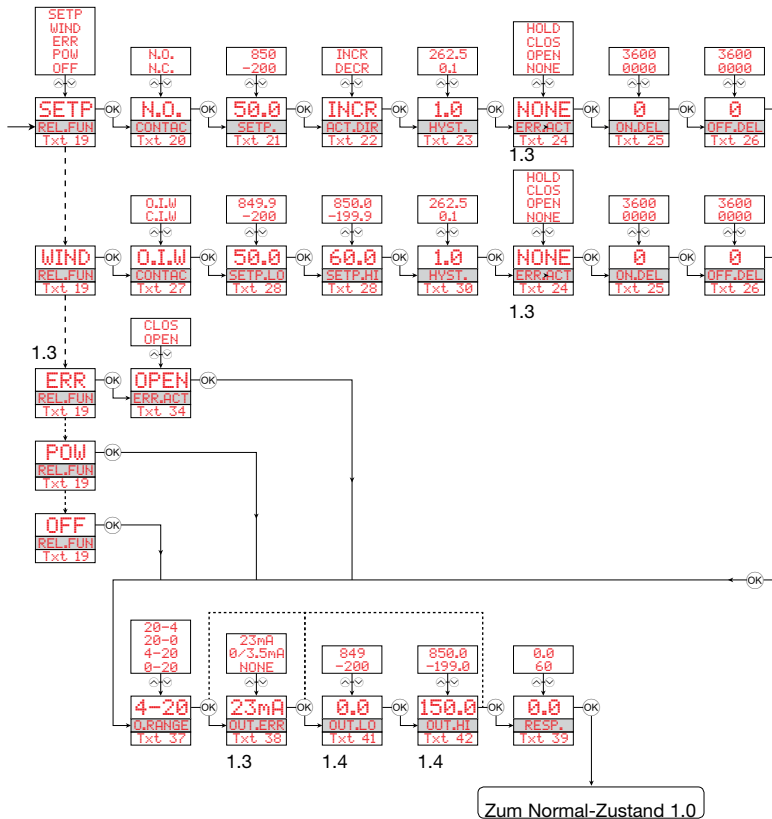 SETP
WIND
ERR
POW
OFF
N.O.
N.C.
850
-200
INCR
DECR
262.5
0.1
HOLD
CLOS
OPEN
NONE
3600
0000
3600
0000
SETP
REL.FUN
Txt 19
OK
N.O.
CONTAC
Txt 20
OK
50.0
SETP.
Txt 21
OK
INCR
ACT.DIR
Txt 22
OK
1.0
HYST.
Txt 23
OK
NONE
ERR.ACT
Txt 24
OK
0
ON.DEL
Txt 25
OK
0
OFF.DEL
Txt 26
1.3
O.I.W
C.I.W
849.9
-200
850.0
-199.9
262.5
0.1
HOLD
CLOS
OPEN
NONE
3600
0000
3600
0000
WIND
REL.FUN
Txt 19
OK
O.I.W
CONTAC
Txt 27
OK
50.0
SETP.LO
Txt 28
OK
60.0
SETP.HI
Txt 28
OK
1.0
HYST.
Txt 30
OK
NONE
ERR.ACT
Txt 24
OK
0
ON.DEL
Txt 25
OK
0
OFF.DEL
Txt 26
1.3
CLOS
OPEN
1.3
ERR
REL.FUN
Txt 19
OK
OPEN
ERR.ACT
Txt 34
OK
POW
REL.FUN
Txt 19
OK
OFF
REL.FUN
Txt 19
OK
OK
20-4
20-0
4-20
0-20
23mA
0/3.5mA
NONE
849
-200
850.0
-199.0
0.0
60
4-20
O.RANGE
Txt 37
OK
23mA
OUT.ERR
Txt 38
OK
0.0
OUT.LO
Txt 41
OK
150.0
OUT.HI
Txt 42
OK
0.0
RESP.
Txt 39
OK
1.3
1.4
1.4
Zum Normal-Zustand 1.0